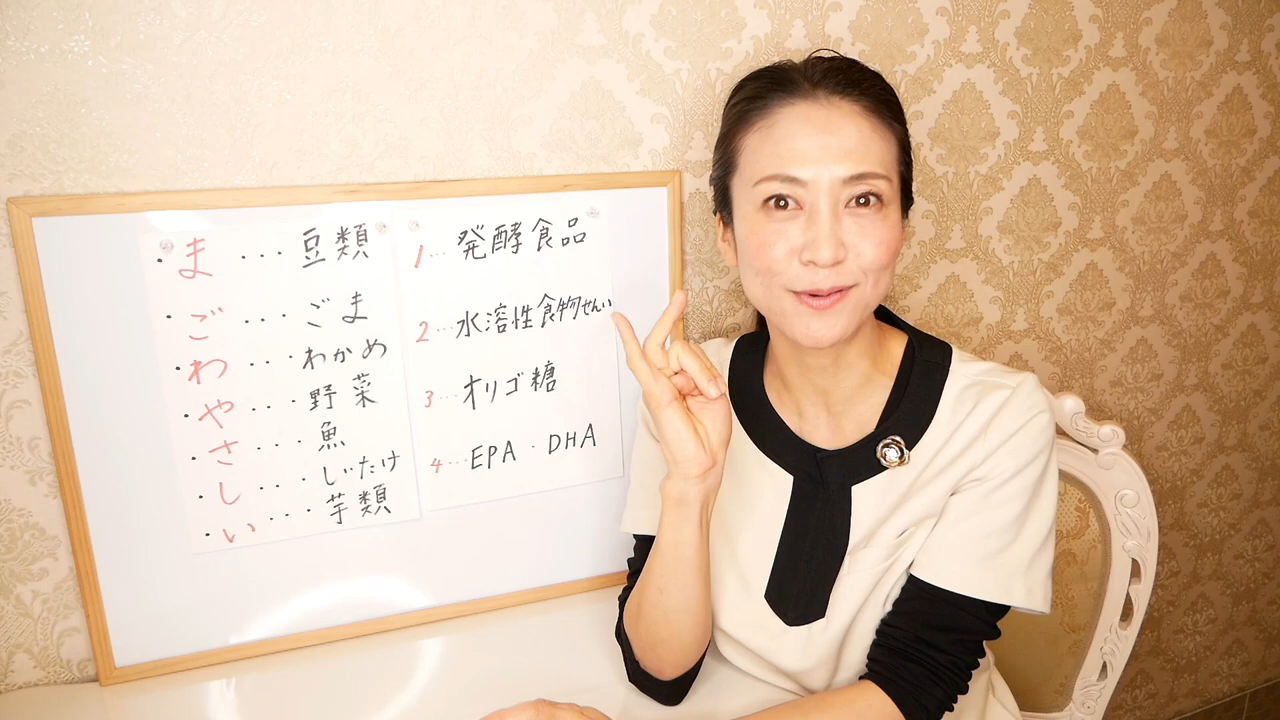 ・ま・・・豆類
・ご・・・・ごま
・わ・・・・わかめ
・や・・・・野菜
・さ・・・・魚
・し・・・・しいたけ
・い・・・芋類
1・・・発酵食品
2・・・水溶性食物せんい
3・・・オリゴ糖
4・・・EPA・DHA